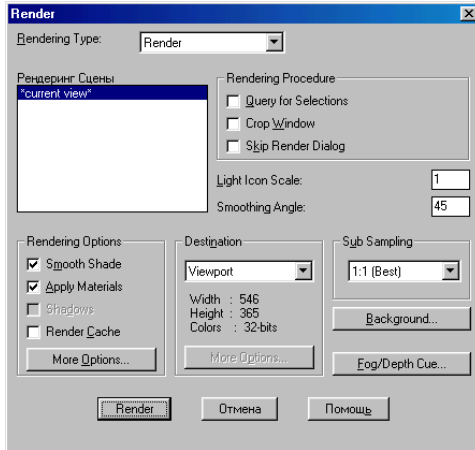 Render
Rendering Type:
Render
Рендеринг Сцены
*current view*
Rendering Procedure
Query for Selections
Crop Window
Skip Render Dialog
Light Icon Scale:
1
Smoothing Angle:
45
Rendering Options
Smooth Shade
Apply Materials
Shadows
Render Cache
More Options...
Destination
Viewport
Width : 546
Height : 365
Colors : 32-bits
More Options...
Sub Sampling
1:1 (Best)
Background...
Fog/Depth Cue...
Render
Отмена
Помощь